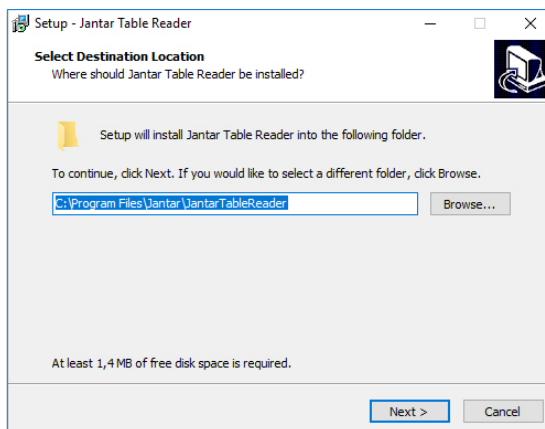 Setup - Jantar Table Reader
Select Destination Location
Where should Jantar Table Reader be installed?
Setup will install Jantar Table Reader into the following folder.
To continue, click Next. If you would like to select a different folder, click Browse.
C:\Program Files\Jantar\JantarTableReader
Browse...
At least 1,4 MB of free disk space is required.
Next >
Cancel